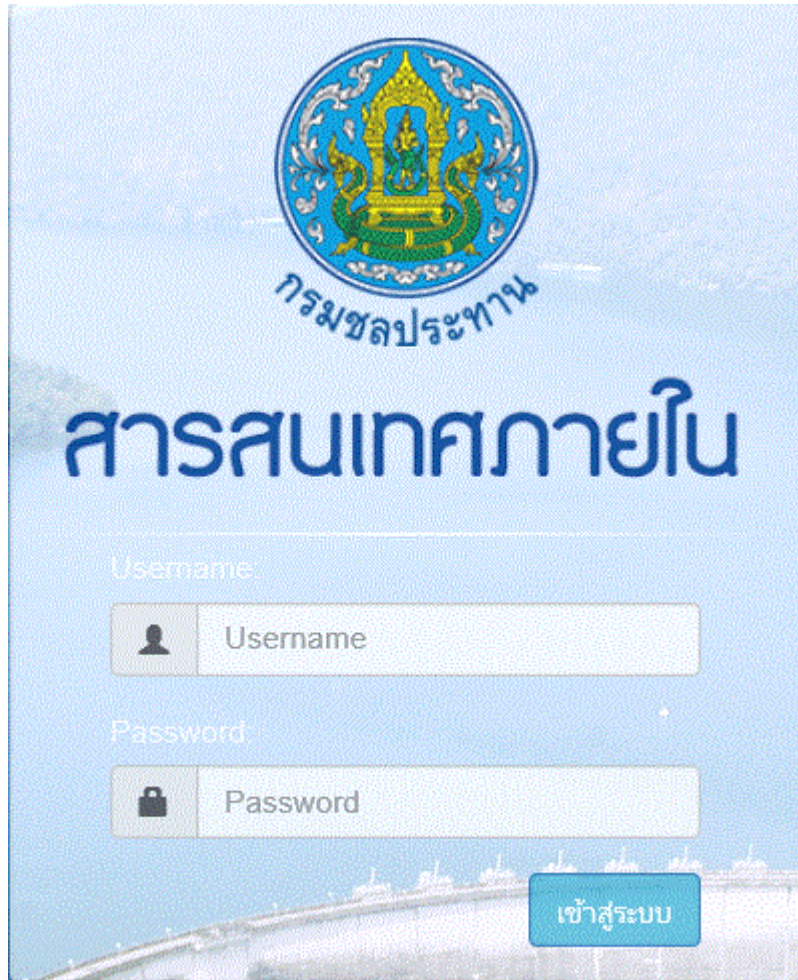 กรมชลประทาน
สารสนเทศภายใน
Username:
Username
Password:
Password
เข้าสู่ระบบ